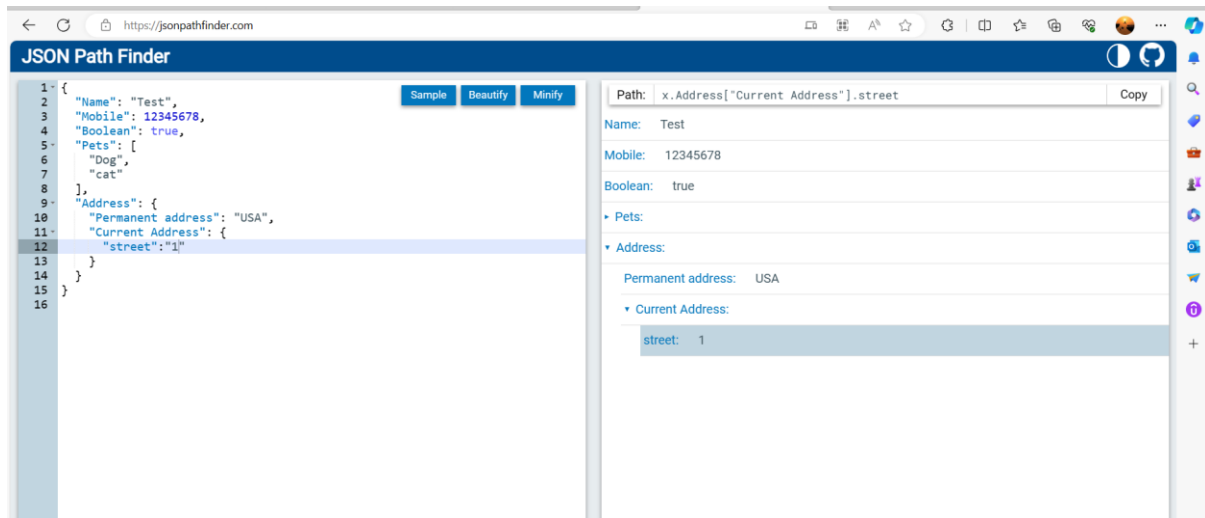 https://jsonpathfinder.com
JSON Path Finder
Sample Beautify Minify
1 {
2   "Name": "Test",
3   "Mobile": 12345678,
4   "Boolean": true,
5   "Pets": [
6     "Dog",
7     "cat"
8   ],
9   "Address": {
10     "Permanent address": "USA",
11     "Current Address": {
12       "street":"1"
13     }
14   }
15 }
16
Path: x.Address["Current Address"].street Copy
Name: Test
Mobile: 12345678
Boolean: true
Pets:
Address:
Permanent address: USA
Current Address:
street: 1